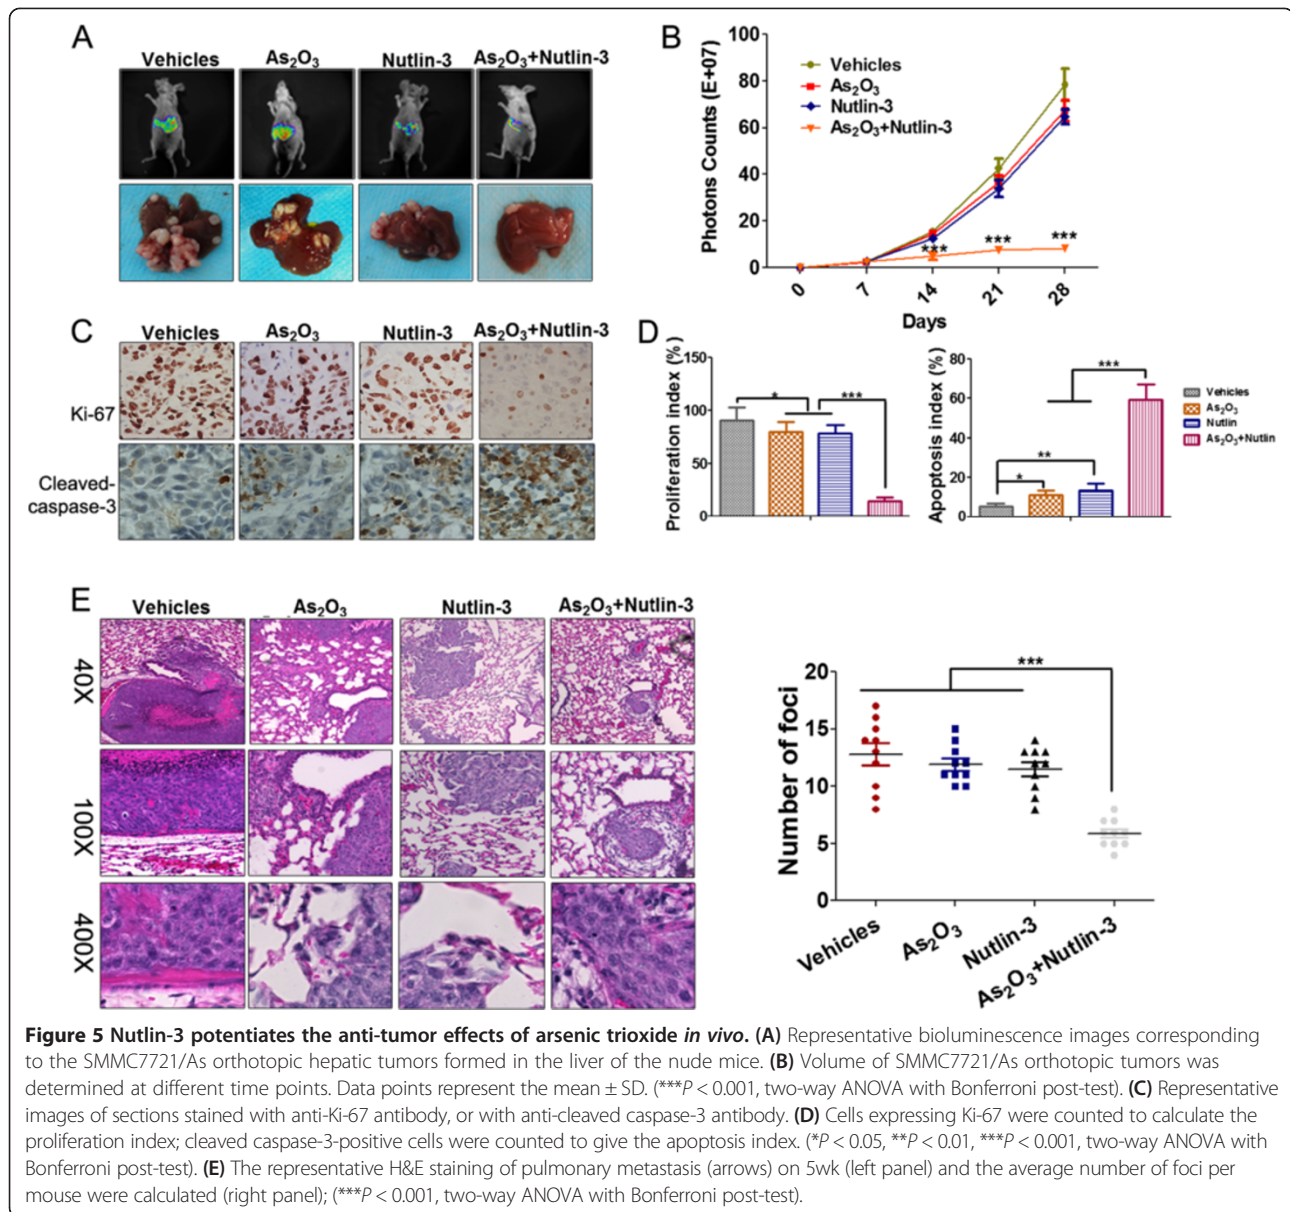 A
Vehicles As₂O₃ Nutlin-3 As₂O₃+Nutlin-3
B
Photons Counts (E+07)
100
80
60
40
20
0
Vehicles
As₂O₃
Nutlin-3
As₂O₃+Nutlin-3
*** *** ***
0 7 14 21 28
Days
C
Vehicles As₂O₃ Nutlin-3 As₂O₃+Nutlin-3
Ki-67
Cleaved-
caspase-3
D
Proliferation index (%)
150
100
50
0
* ***
Apoptosis index (%)
80
60
40
20
0
***
**
*
Vehicles
As₂O₃
Nutlin
As₂O₃+Nutlin
E
Vehicles As₂O₃ Nutlin-3 As₂O₃+Nutlin-3
40X
100X
400X
Number of foci
20
15
10
5
0
***
Vehicles
As₂O₃
Nutlin-3
As₂O₃+Nutlin-3
Figure 5 Nutlin-3 potentiates the anti-tumor effects of arsenic trioxide in vivo. (A) Representative bioluminescence images corresponding
to the SMMC7721/As orthotopic hepatic tumors formed in the liver of the nude mice. (B) Volume of SMMC7721/As orthotopic tumors was
determined at different time points. Data points represent the mean ± SD. (***P < 0.001, two-way ANOVA with Bonferroni post-test). (C) Representative
images of sections stained with anti-Ki-67 antibody, or with anti-cleaved caspase-3 antibody. (D) Cells expressing Ki-67 were counted to calculate the
proliferation index; cleaved caspase-3-positive cells were counted to give the apoptosis index. (*P < 0.05, **P < 0.01, ***P < 0.001, two-way ANOVA with
Bonferroni post-test). (E) The representative H&E staining of pulmonary metastasis (arrows) on 5wk (left panel) and the average number of foci per
mouse were calculated (right panel); (***P < 0.001, two-way ANOVA with Bonferroni post-test).